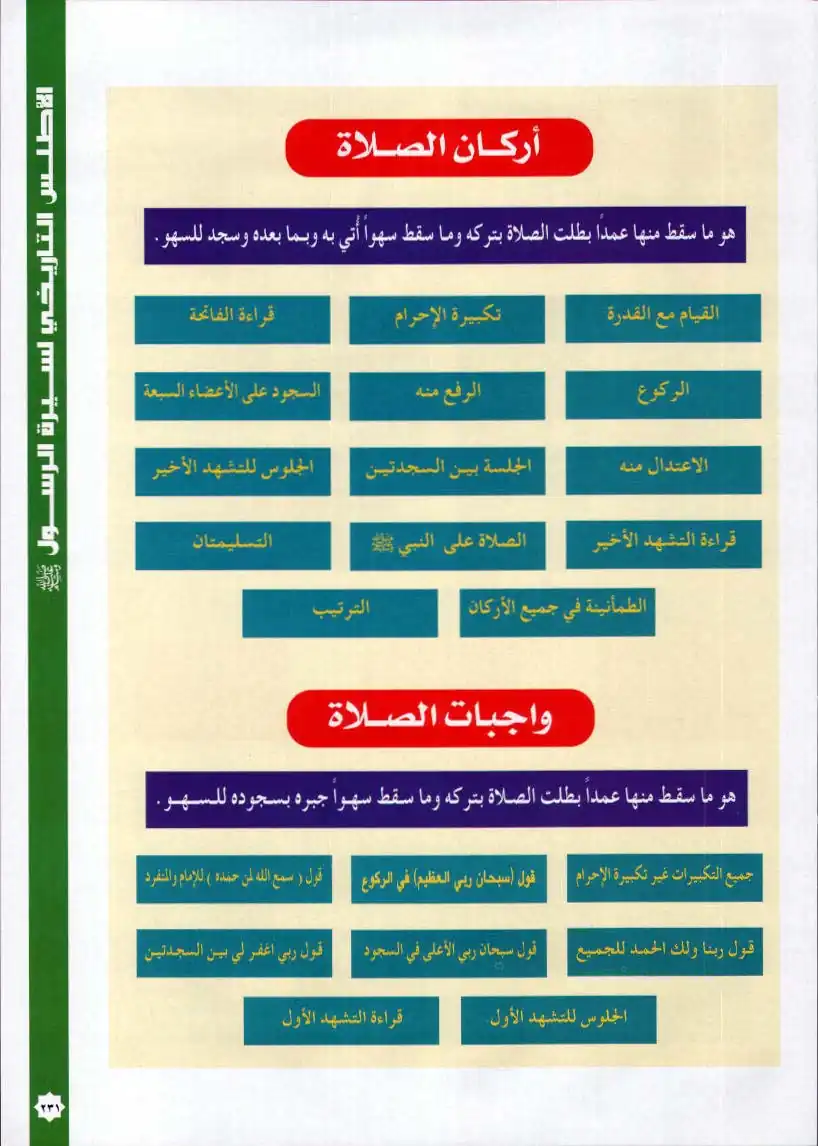 أركان الصلاة
هو ما سقط منها عمداً بطلت الصلاة بتركه وما سقط سهواً أُتي به وبما بعده وسجد للسهو .
القيام مع القدرة
تكبيرة الإحرام
قراءة الفاتحة
الركوع
الرفع منه
السجود على الأعضاء السبعة
الاعتدال منه
الجلسة بين السجدتين
الجلوس للتشهد الأخير
قراءة التشهد الأخير
الصلاة على النبي ﷺ
التسليمتان
الطمأنينة في جميع الأركان
الترتيب
واجبات الصلاة
هو ما سقط منها عمداً بطلت الصلاة بتركه وما سقط سهواً جبره بسجوده للسهو .
جميع التكبيرات غير تكبيرة الإحرام
قول (سبحان ربي العظيم) في الركوع
قول ( سمع الله لمن حمده ) للإمام والمنفرد
قول ربنا ولك الحمد للجميع
قول سبحان ربي الأعلى في السجود
قول ربي اغفر لي بين السجدتين
الجلوس للتشهد الأول
قراءة التشهد الأول
الأطلس التاريخي لسيرة الرسول ﷺ
٢٣١